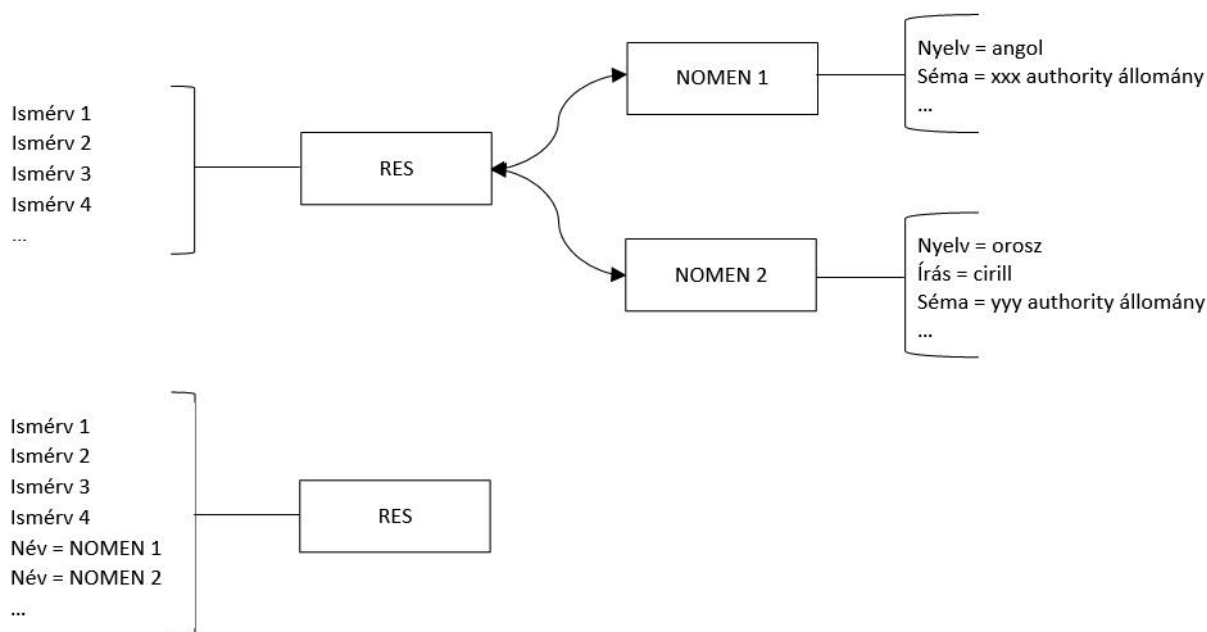 Ismérv 1
Ismérv 2
Ismérv 3
Ismérv 4
...
RES
NOMEN 1
Nyelv = angol
Séma = xxx authority állomány
...
NOMEN 2
Nyelv = orosz
Írás = cirill
Séma = yyy authority állomány
...
Ismérv 1
Ismérv 2
Ismérv 3
Ismérv 4
Név = NOMEN 1
Név = NOMEN 2
...
RES